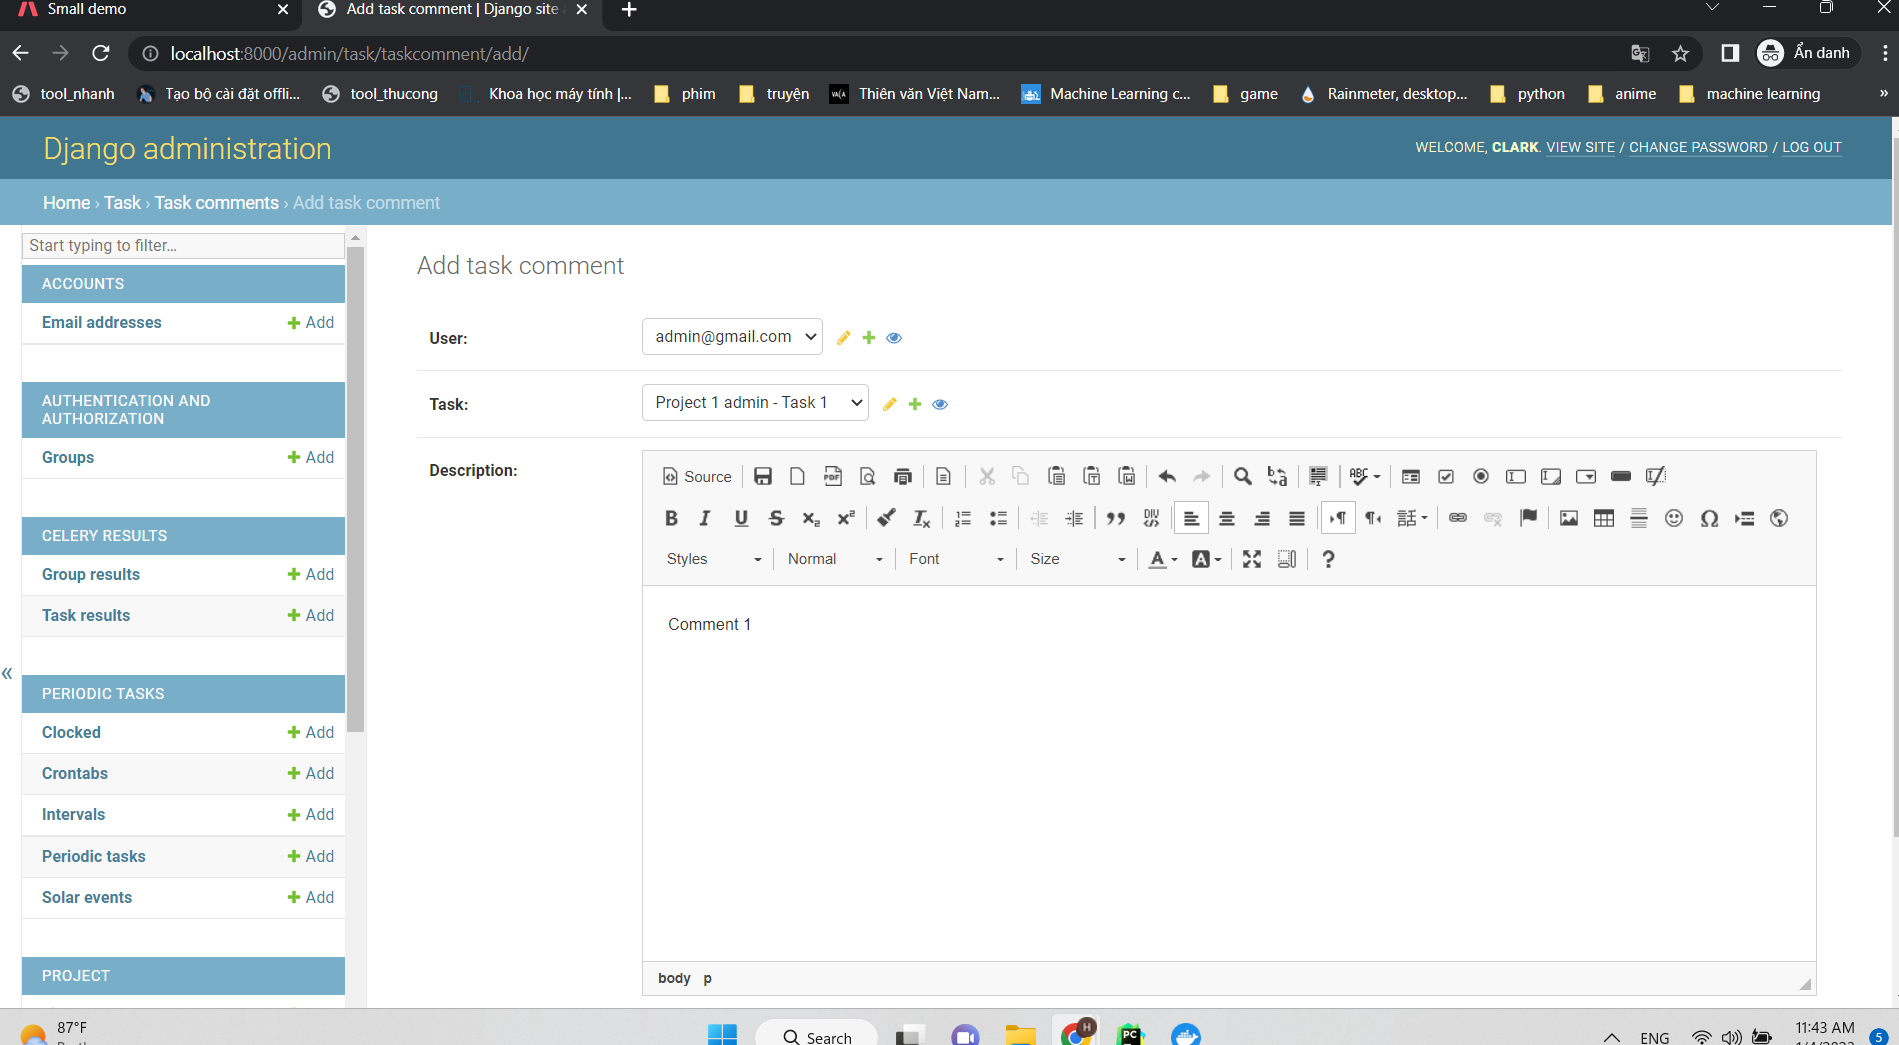 Small demo
Add task comment | Django site
localhost:8000/admin/task/taskcomment/add/
Ẩn danh
tool_nhanh
Tạo bộ cài đặt offli...
tool_thucong
Khoa học máy tính |...
phim
truyện
Thiên văn Việt Nam...
Machine Learning c...
game
Rainmeter, desktop...
python
anime
machine learning
»
Django administration
WELCOME, CLARK. VIEW SITE / CHANGE PASSWORD / LOG OUT
Home › Task › Task comments › Add task comment
Start typing to filter...
ACCOUNTS
Email addresses
Add
AUTHENTICATION AND
AUTHORIZATION
Groups
Add
CELERY RESULTS
Group results
Add
Task results
Add
«
PERIODIC TASKS
Clocked
Add
Crontabs
Add
Intervals
Add
Periodic tasks
Add
Solar events
Add
PROJECT
Add task comment
User:
admin@gmail.com
Task:
Project 1 admin - Task 1
Description:
Source
Styles
Normal
Font
Size
Comment 1
body p
87°F
Search
ENG
11:43 AM
5